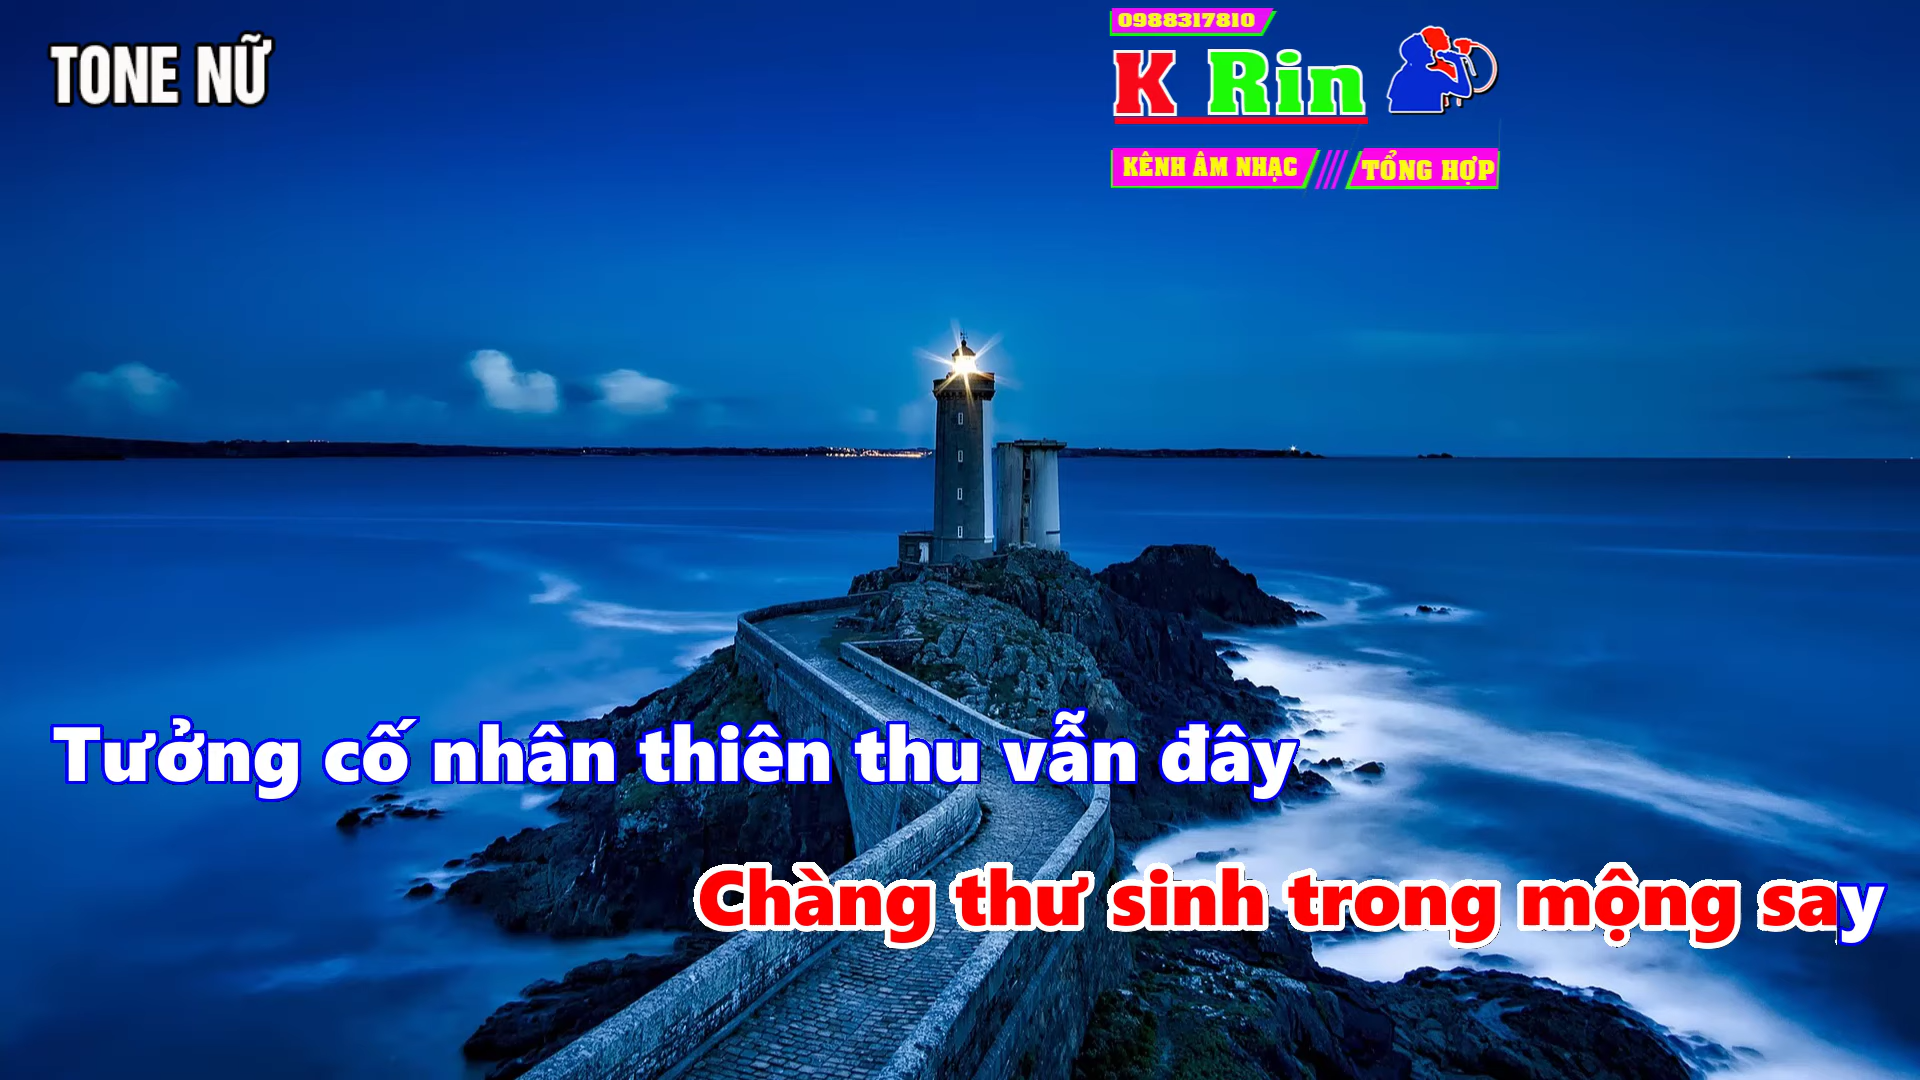 TONE NỮ
0988317810
K Rin
KÊNH ÂM NHẠC /// TỔNG HỢP
Tưởng cố nhân thiên thu vẫn đây
Chàng thư sinh trong mộng say